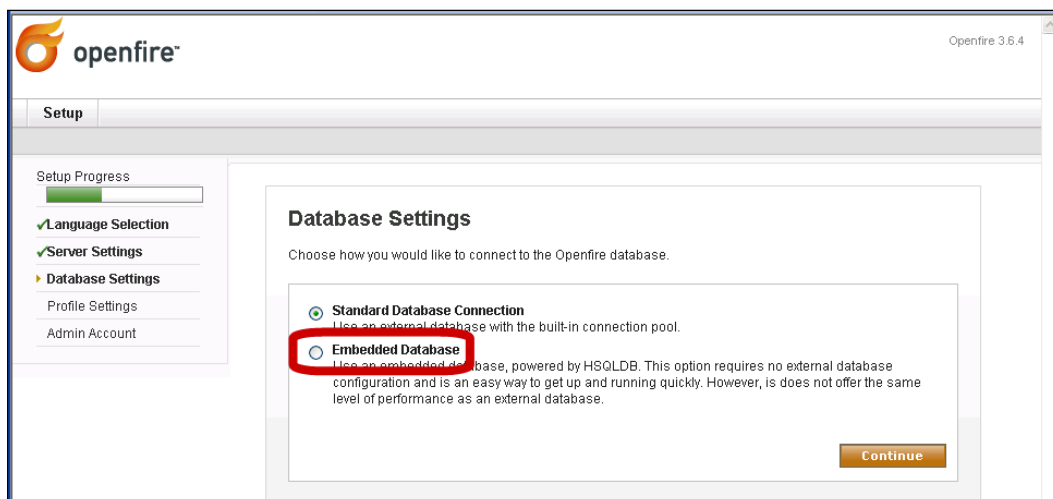 openfire™
Openfire 3.6.4
Setup
Setup Progress
Language Selection
Server Settings
Database Settings
Profile Settings
Admin Account
Database Settings
Choose how you would like to connect to the Openfire database.
Standard Database Connection
Use an external database with the built-in connection pool.
Embedded Database
Use an embedded database, powered by HSQLDB. This option requires no external database
configuration and is an easy way to get up and running quickly. However, is does not offer the same
level of performance as an external database.
Continue